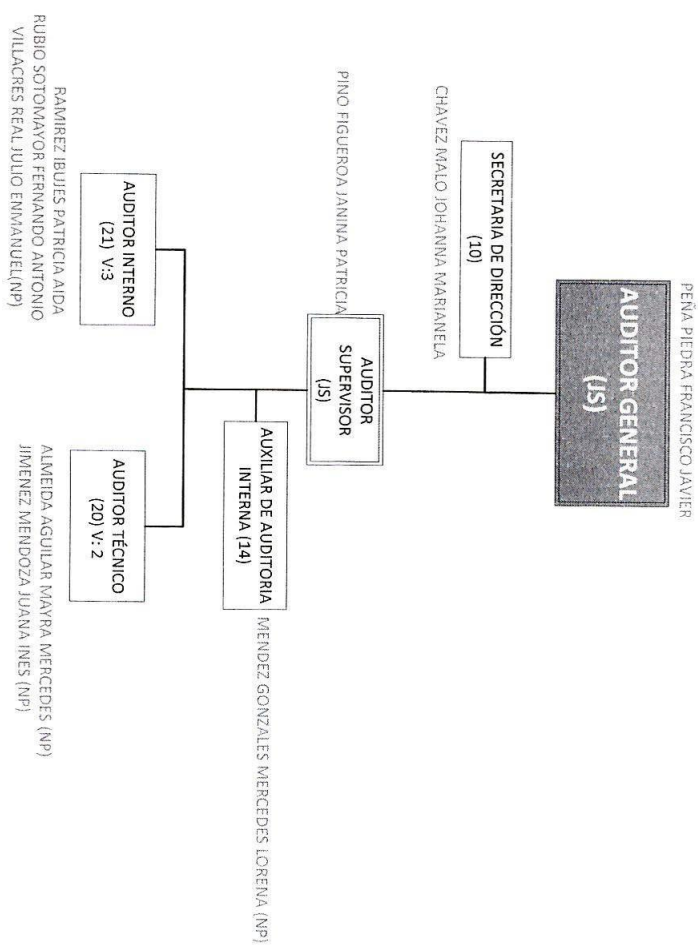 PEÑA PIEDRA FRANCISCO JAVIER
AUDITOR GENERAL
(JS)
SECRETARIA DE DIRECCIÓN
(10)
CHAVEZ MALO JOHANNA MARIANELA
AUDITOR
SUPERVISOR
(JS)
PINO FIGUEROA JANINA PATRICIA
AUXILIAR DE AUDITORIA
INTERNA (14)
MENDEZ GONZALES MERCEDES LORENA (NP)
AUDITOR INTERNO
(21) V:3
RAMIREZ IBUJES PATRICIA AIDA
RUBIO SOTOMAYOR FERNANDO ANTONIO
VILLACRES REAL JULIO ENMANUEL(NP)
AUDITOR TÉCNICO
(20) V: 2
ALMEIDA AGUILAR MAYRA MERCEDES (NP)
JIMENEZ MENDOZA JUANA INES (NP)